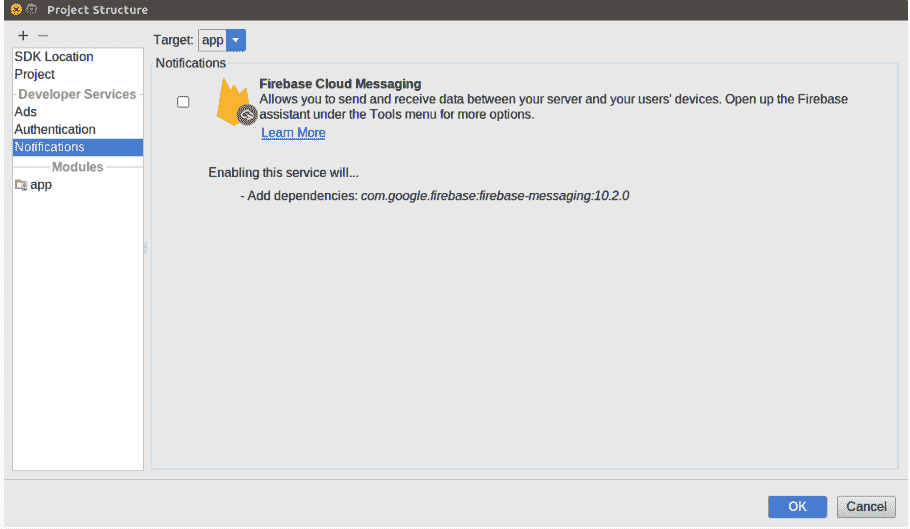 Project Structure
Target: app
SDK Location
Project
Developer Services
Ads
Authentication
Notifications
Modules
app
Notifications
Firebase Cloud Messaging
Allows you to send and receive data between your server and your users' devices. Open up the Firebase
assistant under the Tools menu for more options.
Learn More
Enabling this service will...
- Add dependencies: com.google.firebase:firebase-messaging:10.2.0
OK
Cancel